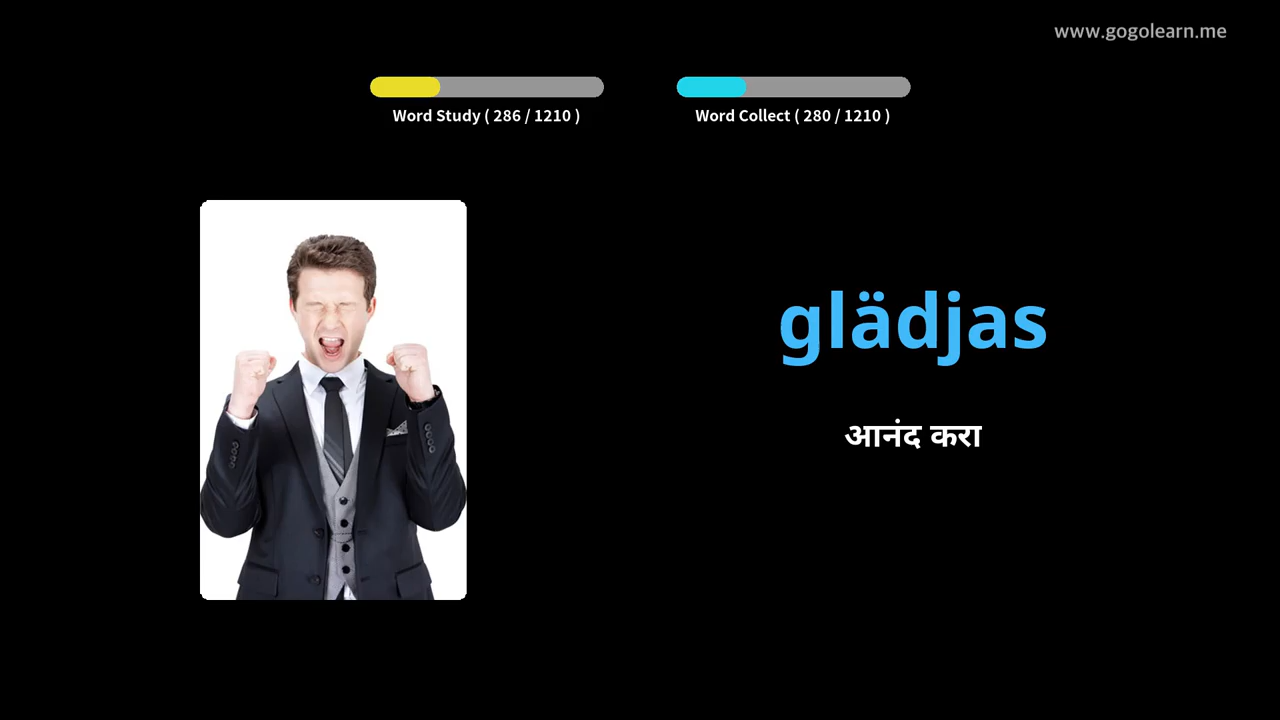 www.gogolearn.me
Word Study ( 286 / 1210 )
Word Collect ( 280 / 1210 )
glädjas
आनंद करा